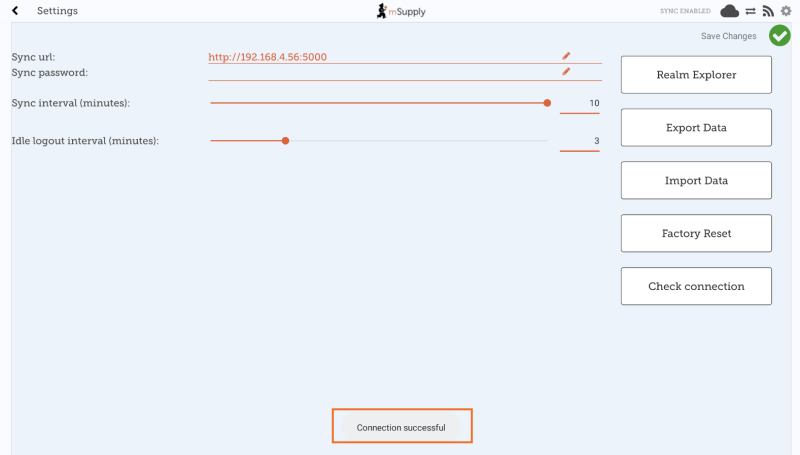 Settings
mSupply
SYNC ENABLED
Save Changes
Sync url:
http://192.168.4.56:5000
Sync password:
Sync interval (minutes):
10
Idle logout interval (minutes):
3
Realm Explorer
Export Data
Import Data
Factory Reset
Check connection
Connection successful